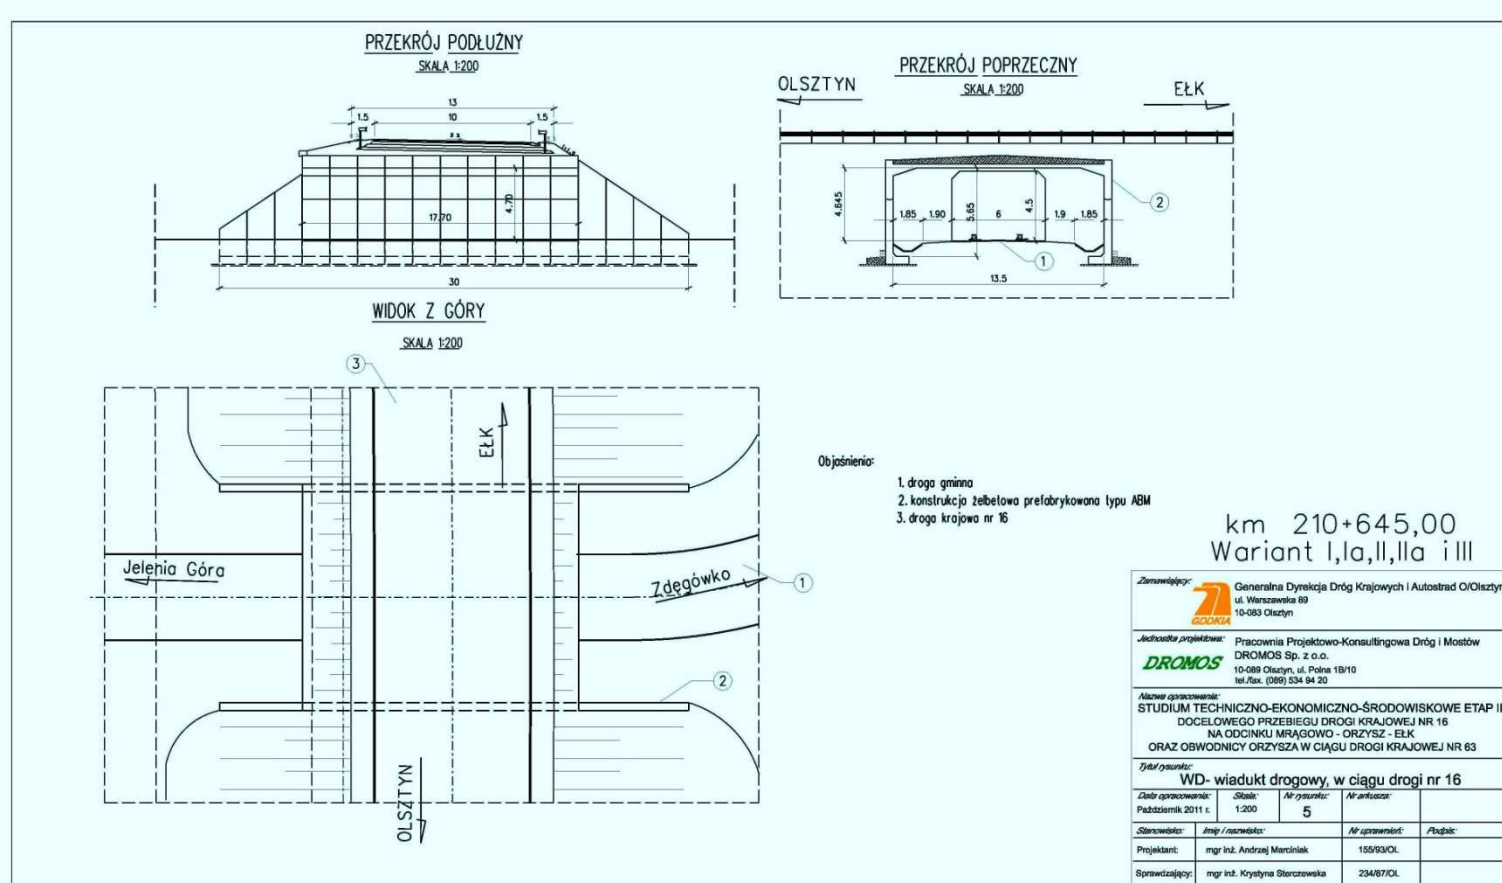 PRZEKRÓJ PODŁUŻNY
SKALA 1:200
13
1.5 10 1.5
4.70
17.70
30
PRZEKRÓJ POPRZECZNY
SKALA 1:200
OLSZTYN
EŁK
4.645
1.85 1.90 5.65 6 4.5 1.9 1.85
2
1
13.5
WIDOK Z GÓRY
SKALA 1:200
3
EŁK
Jelenia Góra
Zdęgówko
1
2
OLSZTYN
Objaśnienia:
1. droga gminna
2. konstrukcja żelbetowa prefabrykowana typu ABM
3. droga krajowa nr 16
km 210+645,00
Wariant I,Ia,II,IIa i III
Zamawiający:
GDDKIA
Generalna Dyrekcja Dróg Krajowych i Autostrad O/Olsztyn
ul. Warszawska 89
10-083 Olsztyn
Jednostka projektowa:
DROMOS
Pracownia Projektowo-Konsultingowa Dróg i Mostów
DROMOS Sp. z o.o.
10-089 Olsztyn, ul. Polna 1B/10
tel./fax. (089) 534 94 20
Nazwa opracowania:
STUDIUM TECHNICZNO-EKONOMICZNO-ŚRODOWISKOWE ETAP II
DOCELOWEGO PRZEBIEGU DROGI KRAJOWEJ NR 16
NA ODCINKU MRĄGOWO - ORZYSZ - EŁK
ORAZ OBWODNICY ORZYSZA W CIĄGU DROGI KRAJOWEJ NR 63
Tytuł rysunku:
WD- wiadukt drogowy, w ciągu drogi nr 16
Data opracowania: Skala: Nr rysunku: Nr arkusza:
Październik 2011 r. 1:200 5
Stanowisko: Imię i nazwisko: Nr uprawnień: Podpis:
Projektant: mgr inż. Andrzej Marciniak 155/93/OL
Sprawdzający: mgr inż. Krystyna Sterczewska 234/87/OL